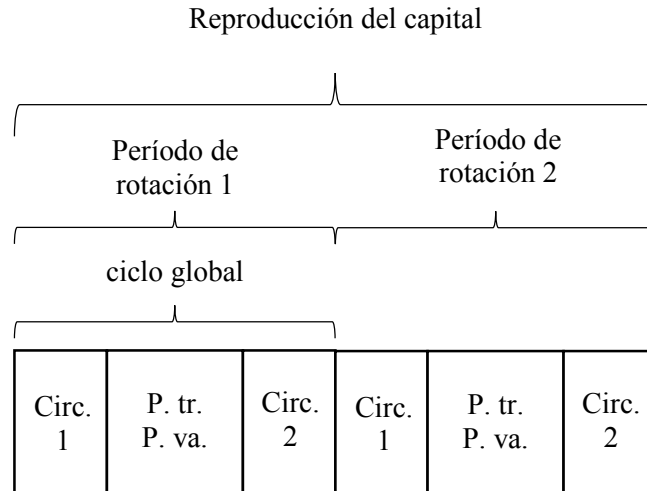 Reproducción del capital
Período de
rotación 1
Período de
rotación 2
ciclo global
Circ.
1
P. tr.
P. va.
Circ.
2
Circ.
1
P. tr.
P. va.
Circ.
2